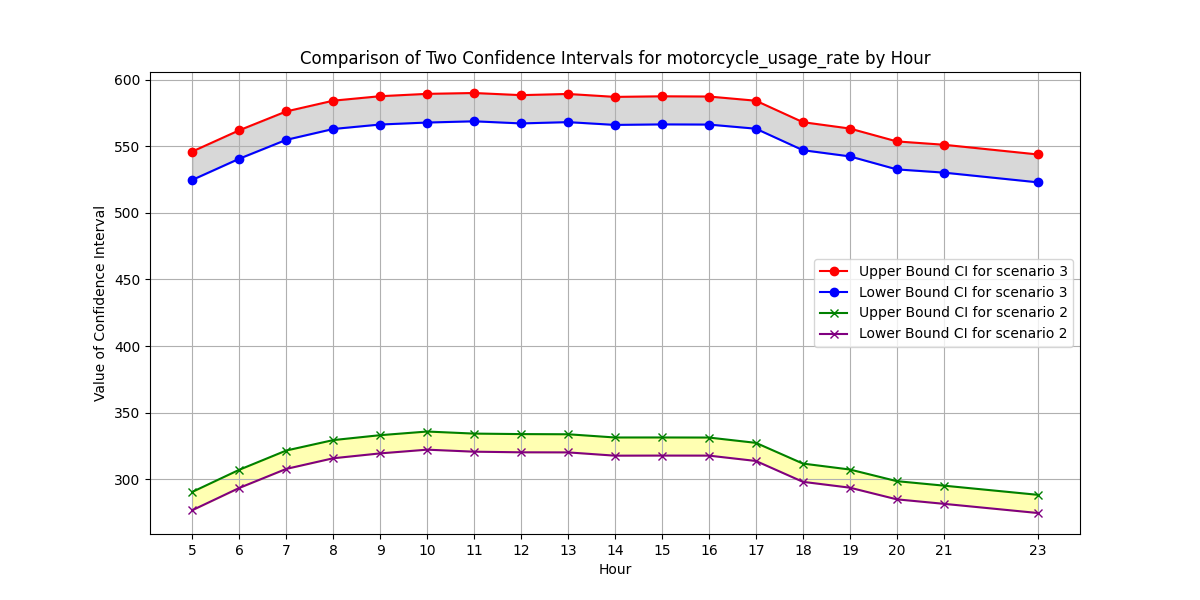 Comparison of Two Confidence Intervals for motorcycle_usage_rate by Hour
600
550
500
450
400
350
300
Value of Confidence Interval
Upper Bound CI for scenario 3
Lower Bound CI for scenario 3
Upper Bound CI for scenario 2
Lower Bound CI for scenario 2
5 6 7 8 9 10 11 12 13 14 15 16 17 18 19 20 21 23
Hour